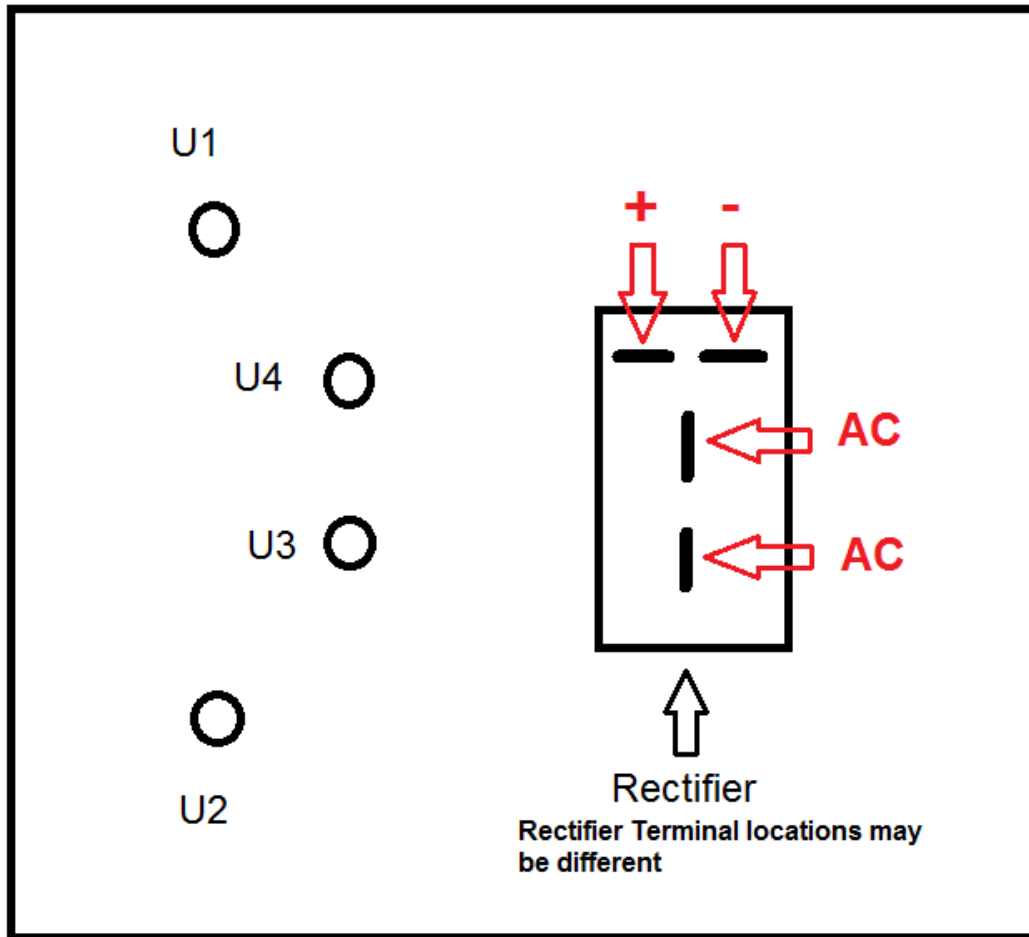 U1
+ -
U4
AC
U3
AC
U2
Rectifier
Rectifier Terminal locations may
be different